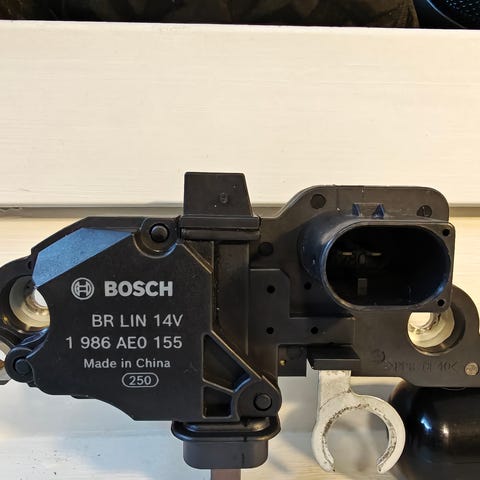 BOSCH
BR LIN 14V
1 986 AE0 155
Made in China
250